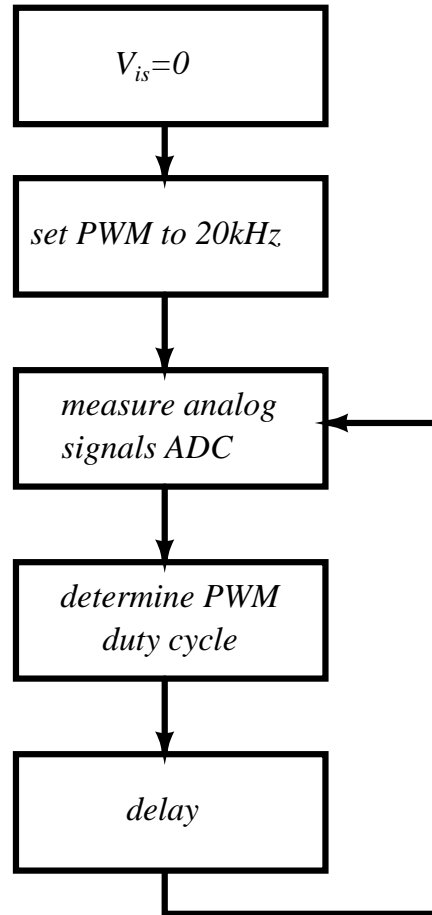 V_is=0
set PWM to 20kHz
measure analog
signals ADC
determine PWM
duty cycle
delay